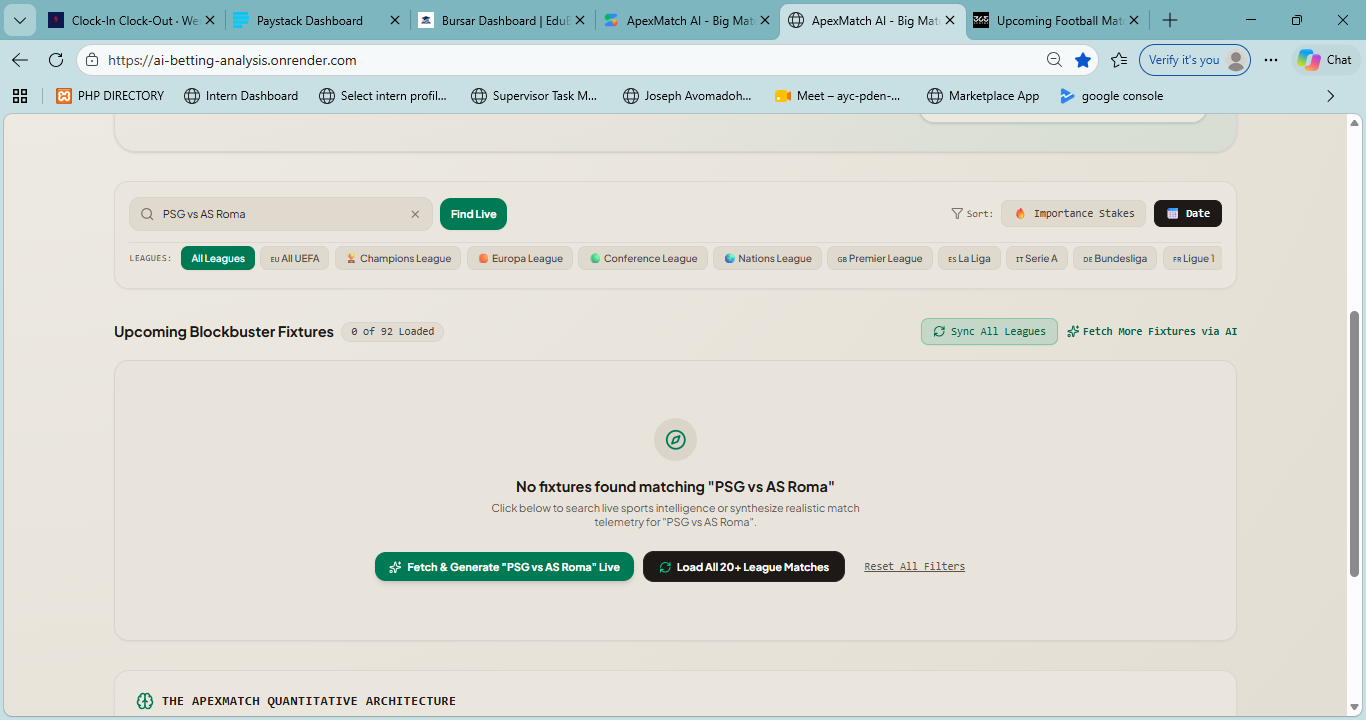 Clock-In Clock-Out · We
Paystack Dashboard
Bursar Dashboard | EduE
ApexMatch AI - Big Mat
ApexMatch AI - Big Mat
365
Upcoming Football Mat
https://ai-betting-analysis.onrender.com
Verify it's you
Chat
PHP DIRECTORY
Intern Dashboard
Select intern profil...
Supervisor Task M...
Joseph Avomadoh...
Meet – ayc-pden-...
Marketplace App
google console
PSG vs AS Roma
Find Live
Sort:
Importance Stakes
Date
LEAGUES:
All Leagues
EU All UEFA
Champions League
Europa League
Conference League
Nations League
GB Premier League
ES La Liga
IT Serie A
DE Bundesliga
FR Ligue 1
Upcoming Blockbuster Fixtures
0 of 92 Loaded
Sync All Leagues
Fetch More Fixtures via AI
No fixtures found matching "PSG vs AS Roma"
Click below to search live sports intelligence or synthesize realistic match
telemetry for "PSG vs AS Roma".
Fetch & Generate "PSG vs AS Roma" Live
Load All 20+ League Matches
Reset All Filters
THE APEXMATCH QUANTITATIVE ARCHITECTURE